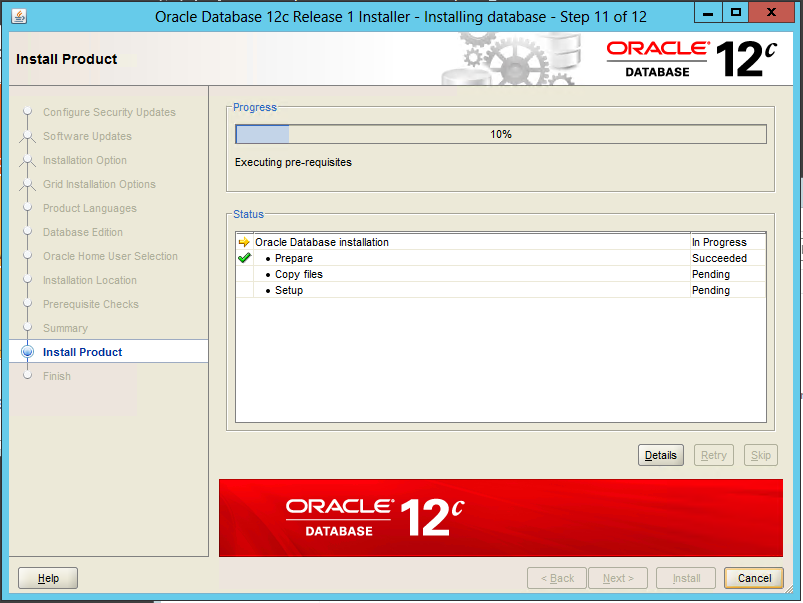 Oracle Database 12c Release 1 Installer - Installing database - Step 11 of 12
Install Product
ORACLE®
DATABASE
12c
Configure Security Updates
Software Updates
Installation Option
Grid Installation Options
Product Languages
Database Edition
Oracle Home User Selection
Installation Location
Prerequisite Checks
Summary
Install Product
Finish
Progress
10%
Executing pre-requisites
Status
Oracle Database installation In Progress
• Prepare Succeeded
• Copy files Pending
• Setup Pending
Details Retry Skip
ORACLE®
DATABASE
12c
Help < Back Next > Install Cancel